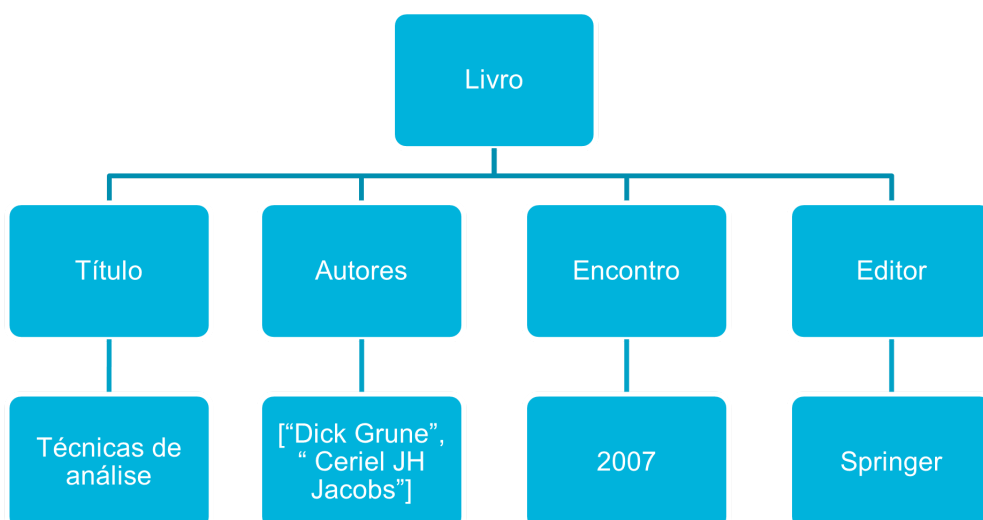 Livro
Título
Autores
Encontro
Editor
Técnicas de
análise
[“Dick Grune”,
“ Ceriel JH
Jacobs”]
2007
Springer